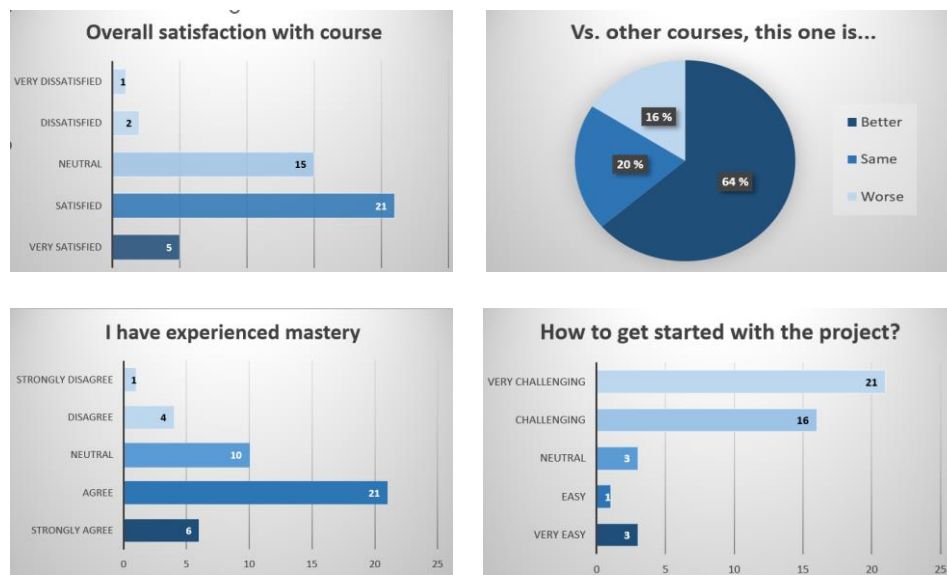 Overall satisfaction with course
VERY DISSATISFIED 1
DISSATISFIED 2
NEUTRAL 15
SATISFIED 21
VERY SATISFIED 5
Vs. other courses, this one is...
16 %
20 %
64 %
Better
Same
Worse
I have experienced mastery
STRONGLY DISAGREE 1
DISAGREE 4
NEUTRAL 10
AGREE 21
STRONGLY AGREE 6
0 5 10 15 20 25
How to get started with the project?
VERY CHALLENGING 21
CHALLENGING 16
NEUTRAL 3
EASY 1
VERY EASY 3
0 5 10 15 20 25